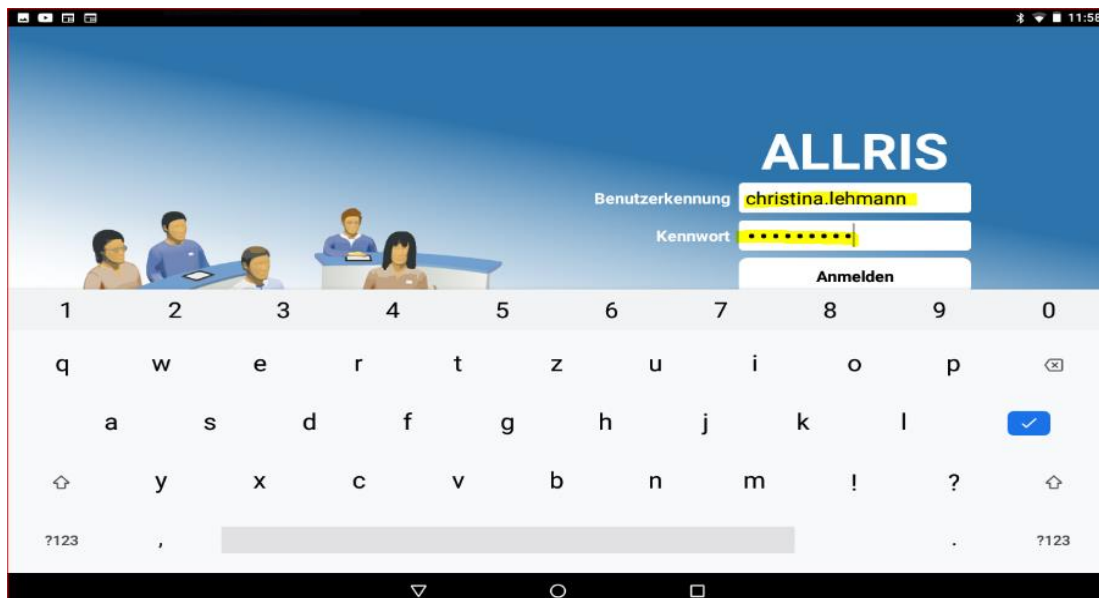 11:58
ALLRIS
Benutzerkennung christina.lehmann
Kennwort •••••••••
Anmelden
1 2 3 4 5 6 7 8 9 0
q w e r t z u i o p
a s d f g h j k l
y x c v b n m ! ?
?123 , . ?123